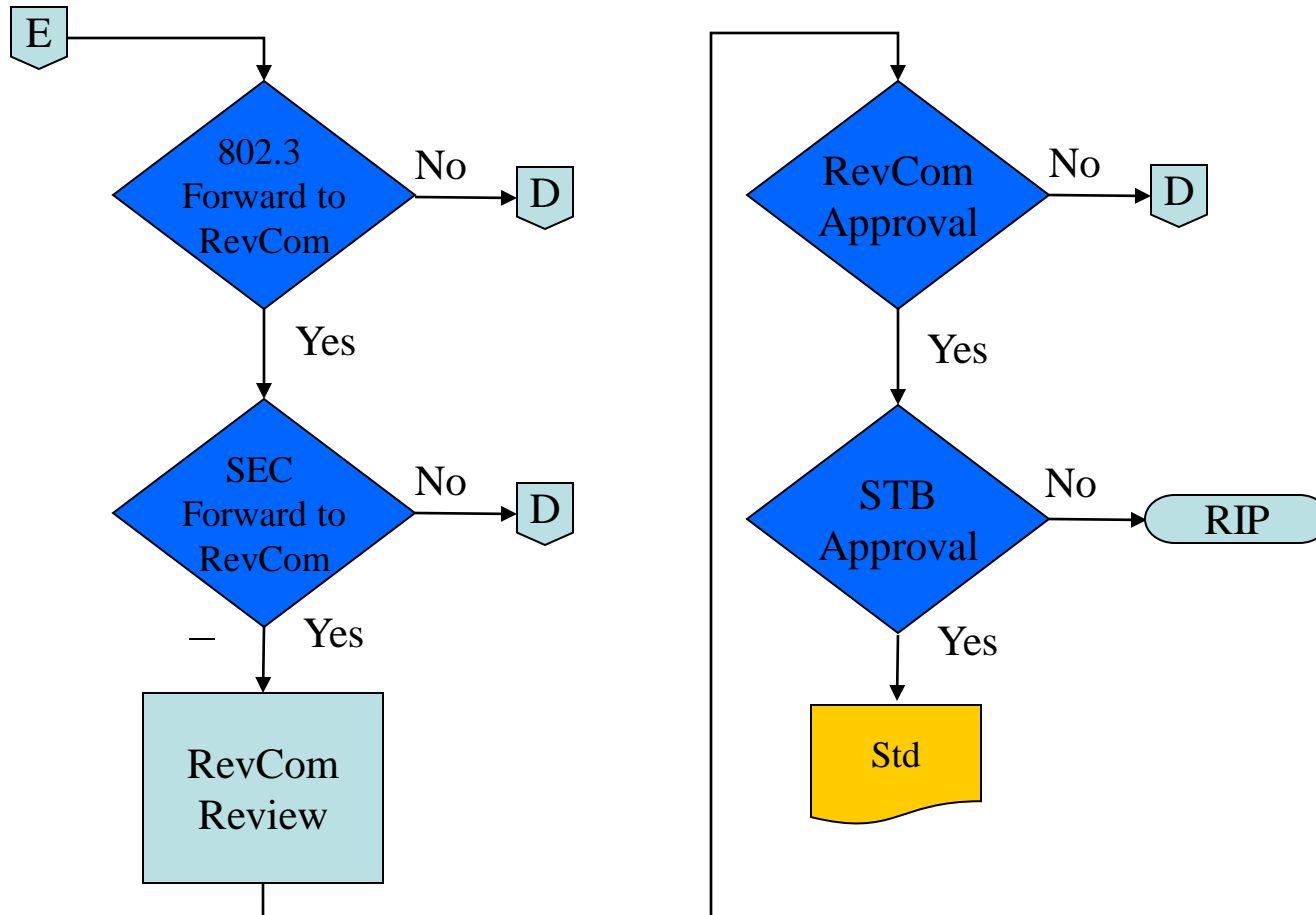 E
802.3
Forward to
RevCom
No
D
Yes
SEC
Forward to
RevCom
No
D
–
Yes
RevCom
Review
RevCom
Approval
No
D
Yes
STB
Approval
No
RIP
Yes
Std